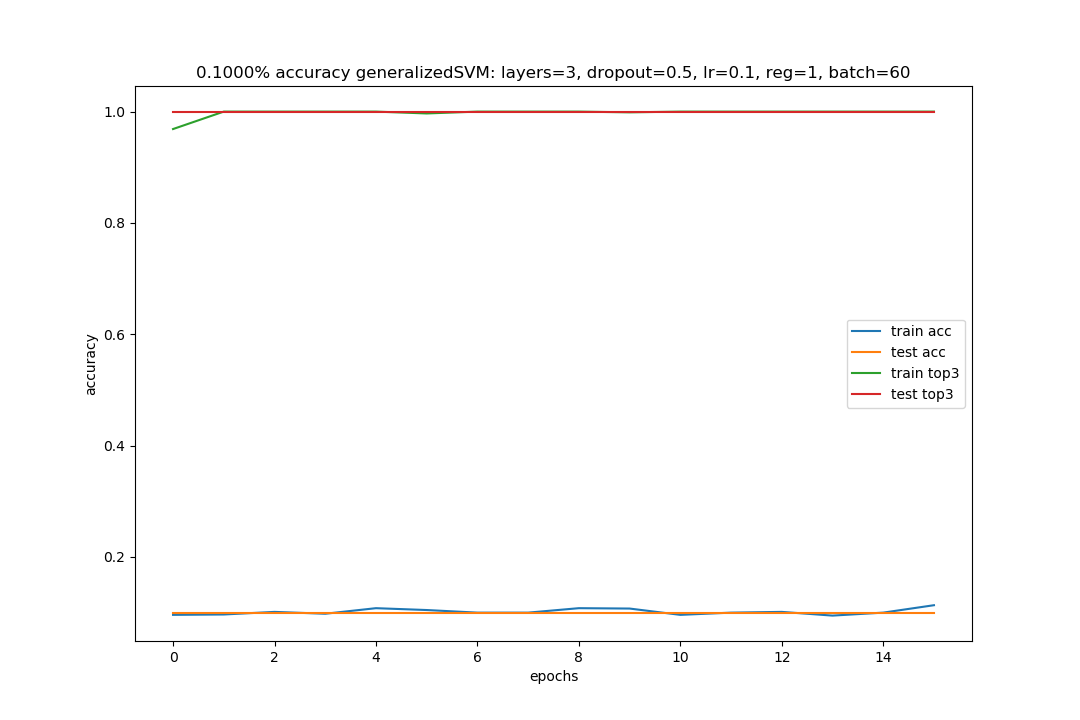 0.1000% accuracy generalizedSVM: layers=3, dropout=0.5, lr=0.1, reg=1, batch=60
1.0
0.8
0.6
0.4
0.2
accuracy
train acc
test acc
train top3
test top3
0 2 4 6 8 10 12 14
epochs